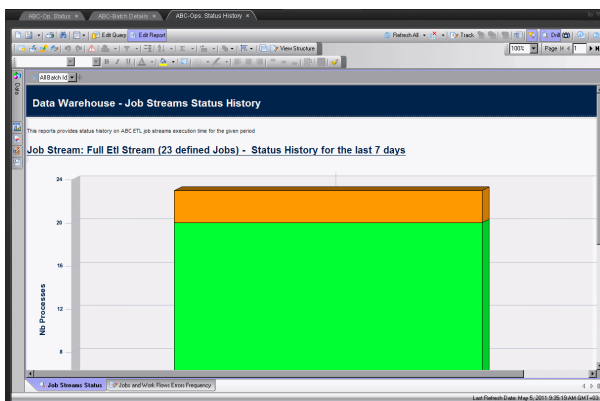 ABC-Op. Status × ABC-Batch Details × ABC-Ops. Status History ×
Edit Query Edit Report Refresh All Track Drill
View Structure 100% Page 1
B I U A
All Batch Id
Data
Data Warehouse - Job Streams Status History
This reports provides status history on ABC ETL job streams execution time for the given period
Job Stream: Full Etl Stream (23 defined Jobs) - Status History for the last 7 days
24
20
16
12
8
Nb Processes
Job Streams Status Jobs and Work Flows Errors Frequency
Last Refresh Date: May 5, 2011 9:35:19 AM GMT+03